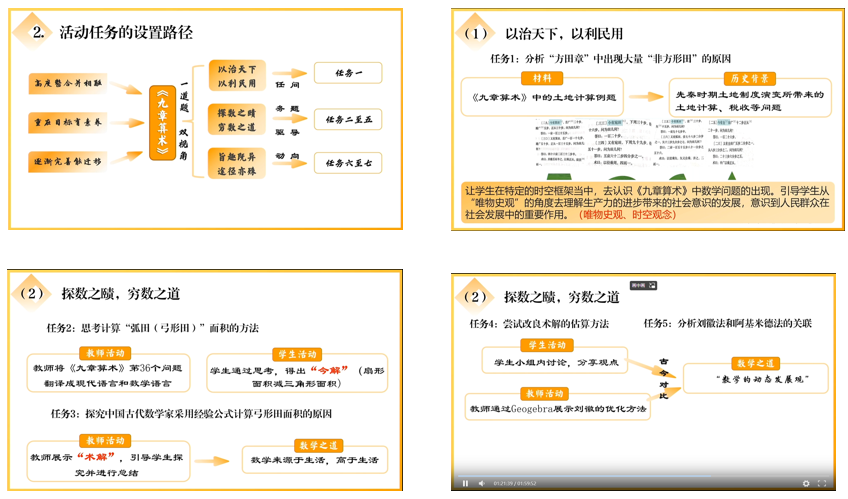 2. 活动任务的设置路径
高度整合并相融
重在目标育素养
逐渐完善能迁移
《九章算术》
一道题 双视角
以治天下
以利民用
探数之赜
穷数之道
旨趣既异
途径亦殊
任务驱动
问题导向
任务一
任务二至五
任务六至七
（1） 以治天下，以利民用
任务1：分析“方田章”中出现大量“非方形田”的原因
材料
《九章算术》中的土地计算例题
历史背景
先秦时期土地制度演变所带来的
土地计算、税收等问题
让学生在特定的时空框架当中，去认识《九章算术》中数学问题的出现。引导学生从
“唯物史观”的角度去理解生产力的进步带来的社会意识的发展，意识到人民群众在
社会发展中的重要作用。（唯物史观、时空观念）
（2） 探数之赜，穷数之道
任务2：思考计算“弧田（弓形田）”面积的方法
教师活动
教师将《九章算术》第36个问题
翻译成现代语言和数学语言
学生活动
学生通过思考，得出“今解”（扇形
面积减三角形面积）
任务3：探究中国古代数学家采用经验公式计算弓形田面积的原因
教师活动
教师展示“术解”，引导学生探
究并进行总结
数学之道
数学来源于生活，高于生活
（2） 探数之赜，穷数之道
画中画
任务4：尝试改良术解的估算方法
学生活动
学生小组内讨论，分享观点
教师活动
教师通过Geogebra展示刘徽的优化方法
古今对比
任务5：分析刘徽法和阿基米德法的关联
数学之道
“数学的动态发展观”
01:21:39 / 01:59:52